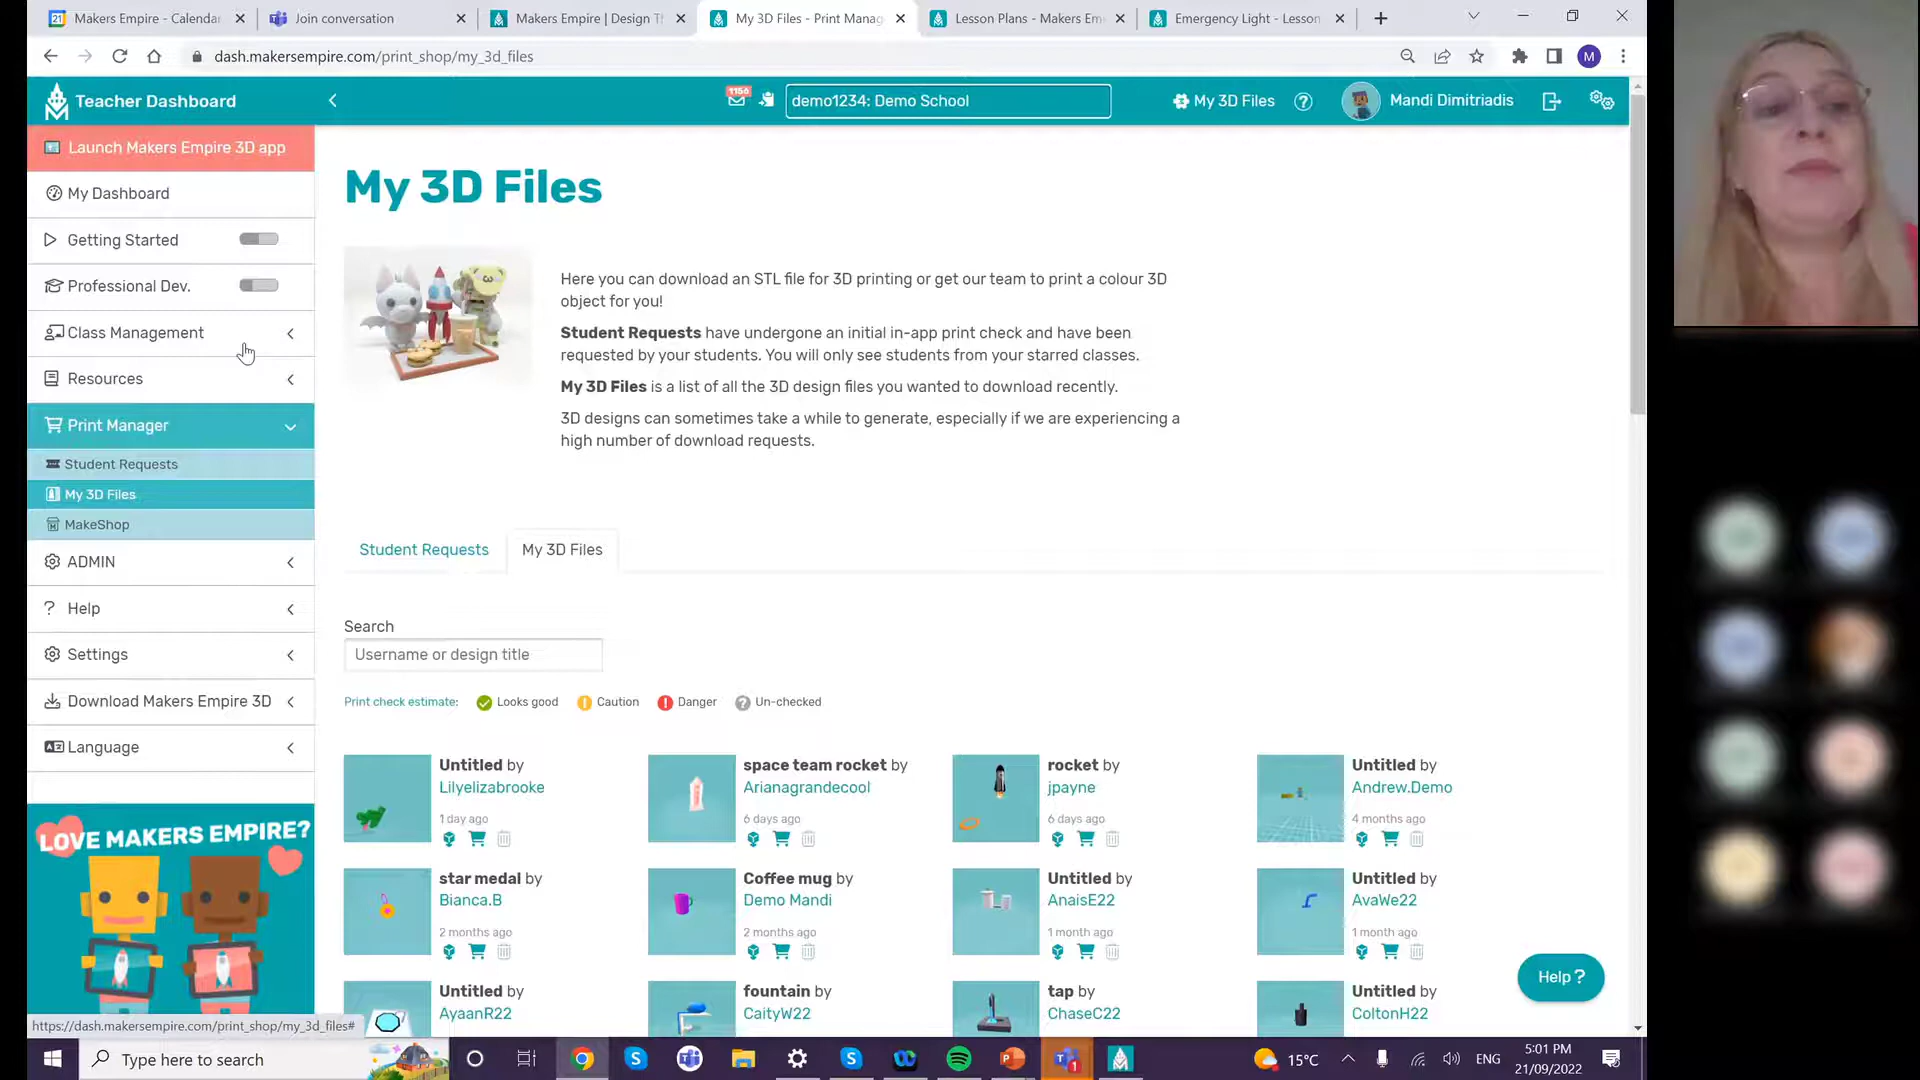 Makers Empire - Calendar
Join conversation
Makers Empire | Design Th
My 3D Files - Print Manag
Lesson Plans - Makers Em
Emergency Light - Lesson
dash.makersempire.com/print_shop/my_3d_files
M
Teacher Dashboard
1156
demo1234: Demo School
My 3D Files
Mandi Dimitriadis
Launch Makers Empire 3D app
My Dashboard
Getting Started
Professional Dev.
Class Management
Resources
Print Manager
Student Requests
My 3D Files
MakeShop
ADMIN
Help
Settings
Download Makers Empire 3D
Language
LOVE MAKERS EMPIRE?
My 3D Files
Here you can download an STL file for 3D printing or get our team to print a colour 3D
object for you!
Student Requests have undergone an initial in-app print check and have been
requested by your students. You will only see students from your starred classes.
My 3D Files is a list of all the 3D design files you wanted to download recently.
3D designs can sometimes take a while to generate, especially if we are experiencing a
high number of download requests.
Student Requests
My 3D Files
Search
Username or design title
Print check estimate:
Looks good
Caution
Danger
Un-checked
Untitled by
Lilyelizabrooke
1 day ago
space team rocket by
Arianagrandecool
6 days ago
rocket by
jpayne
6 days ago
Untitled by
Andrew.Demo
4 months ago
star medal by
Bianca.B
2 months ago
Coffee mug by
Demo Mandi
2 months ago
Untitled by
AnaisE22
1 month ago
Untitled by
AvaWe22
1 month ago
Untitled by
AyaanR22
fountain by
CaityW22
tap by
ChaseC22
Untitled by
ColtonH22
Help ?
https://dash.makersempire.com/print_shop/my_3d_files#
Type here to search
15°C
ENG
5:01 PM
21/09/2022